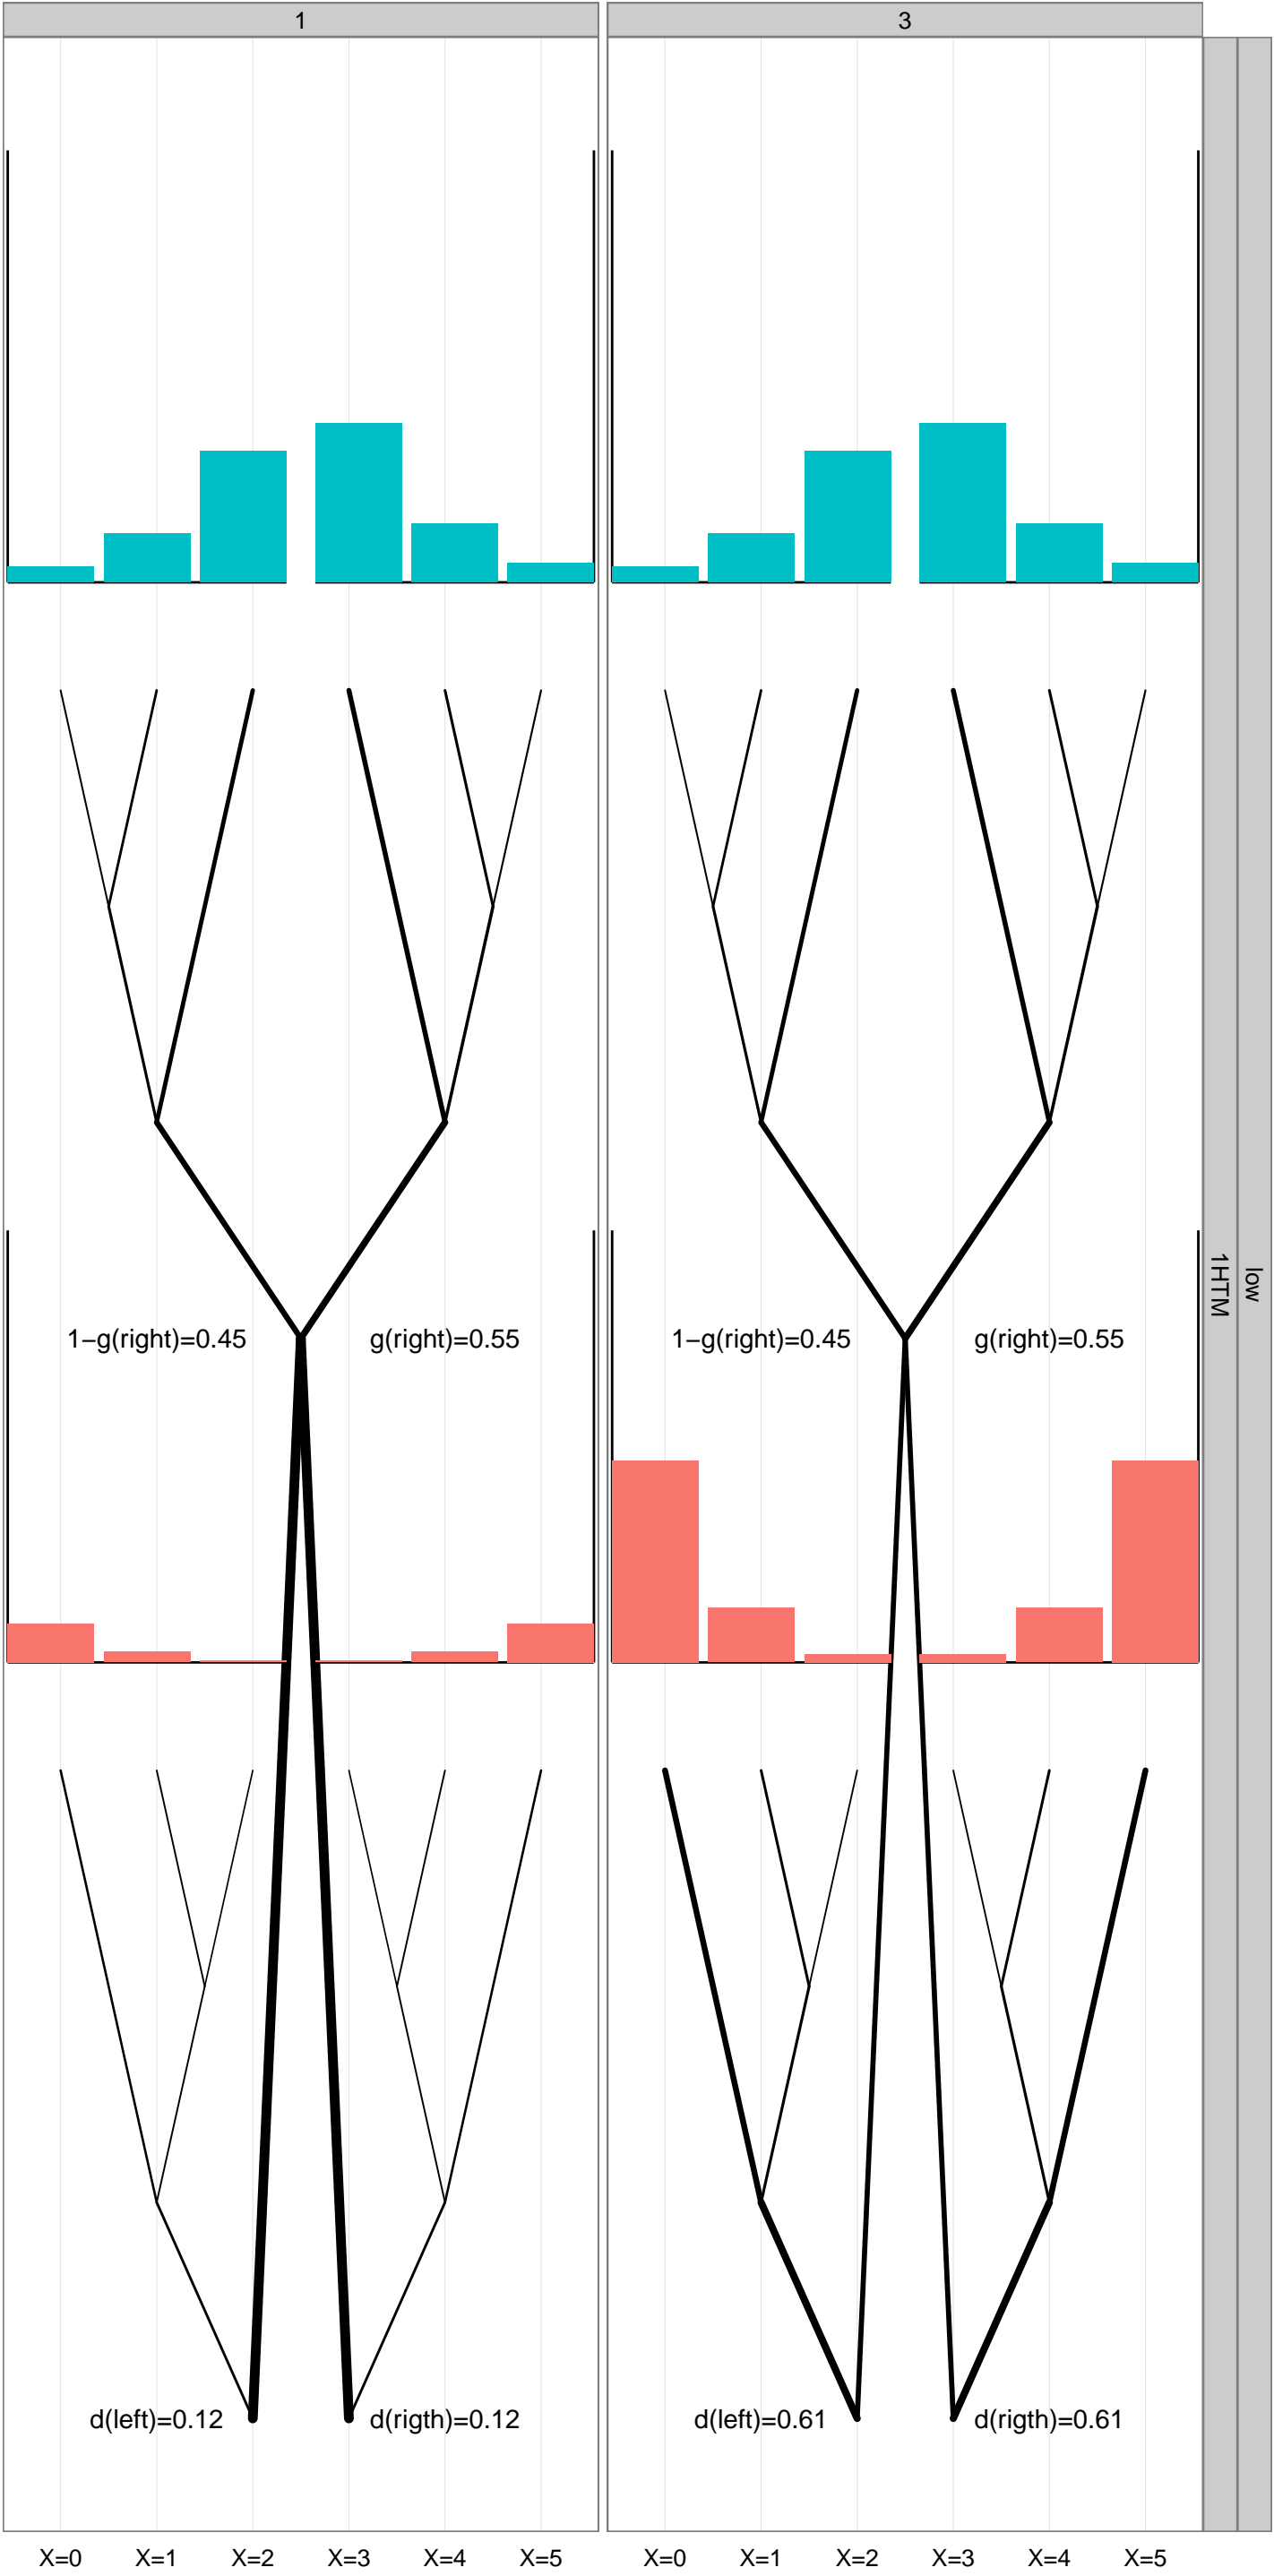 1
3
low
1HTM
1−g(right)=0.45
g(right)=0.55
1−g(right)=0.45
g(right)=0.55
d(left)=0.12
d(rigth)=0.12
d(left)=0.61
d(rigth)=0.61
X=0 X=1 X=2 X=3 X=4 X=5
X=0 X=1 X=2 X=3 X=4 X=5